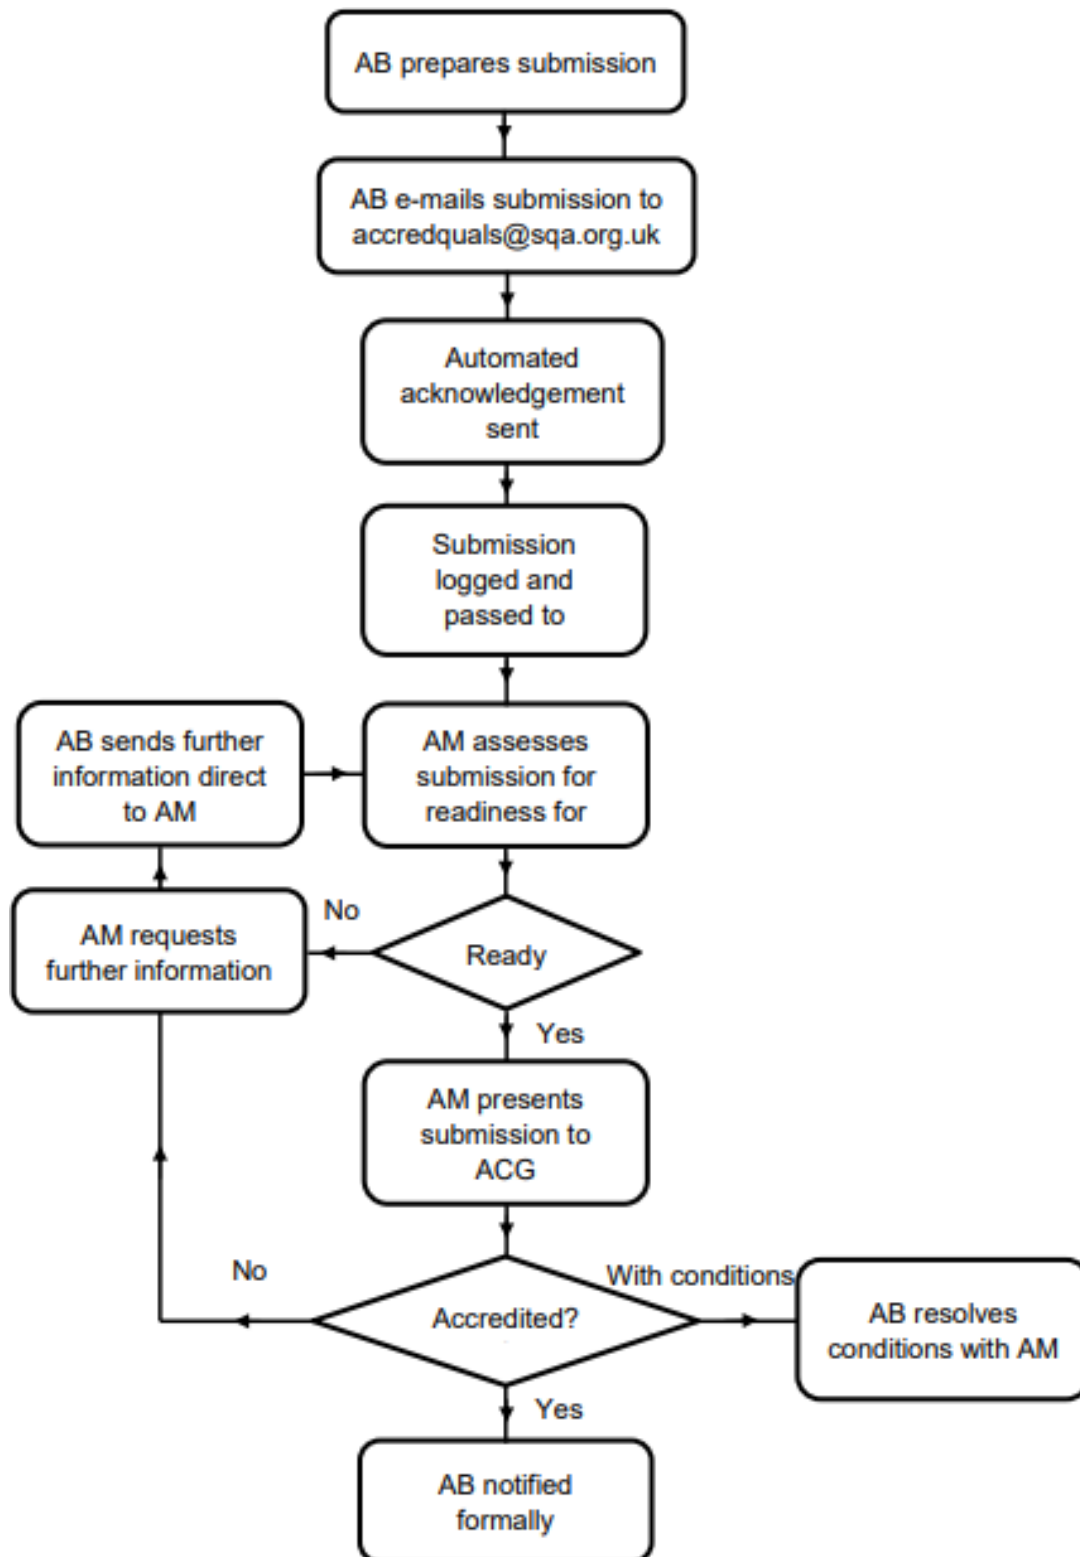 AB prepares submission
AB e-mails submission to
accredquals@sqa.org.uk
Automated
acknowledgement
sent
Submission
logged and
passed to
AB sends further
information direct
to AM
AM assesses
submission for
readiness for
AM requests
further information
No
Ready
Yes
AM presents
submission to
ACG
No
With conditions
Accredited?
AB resolves
conditions with AM
Yes
AB notified
formally